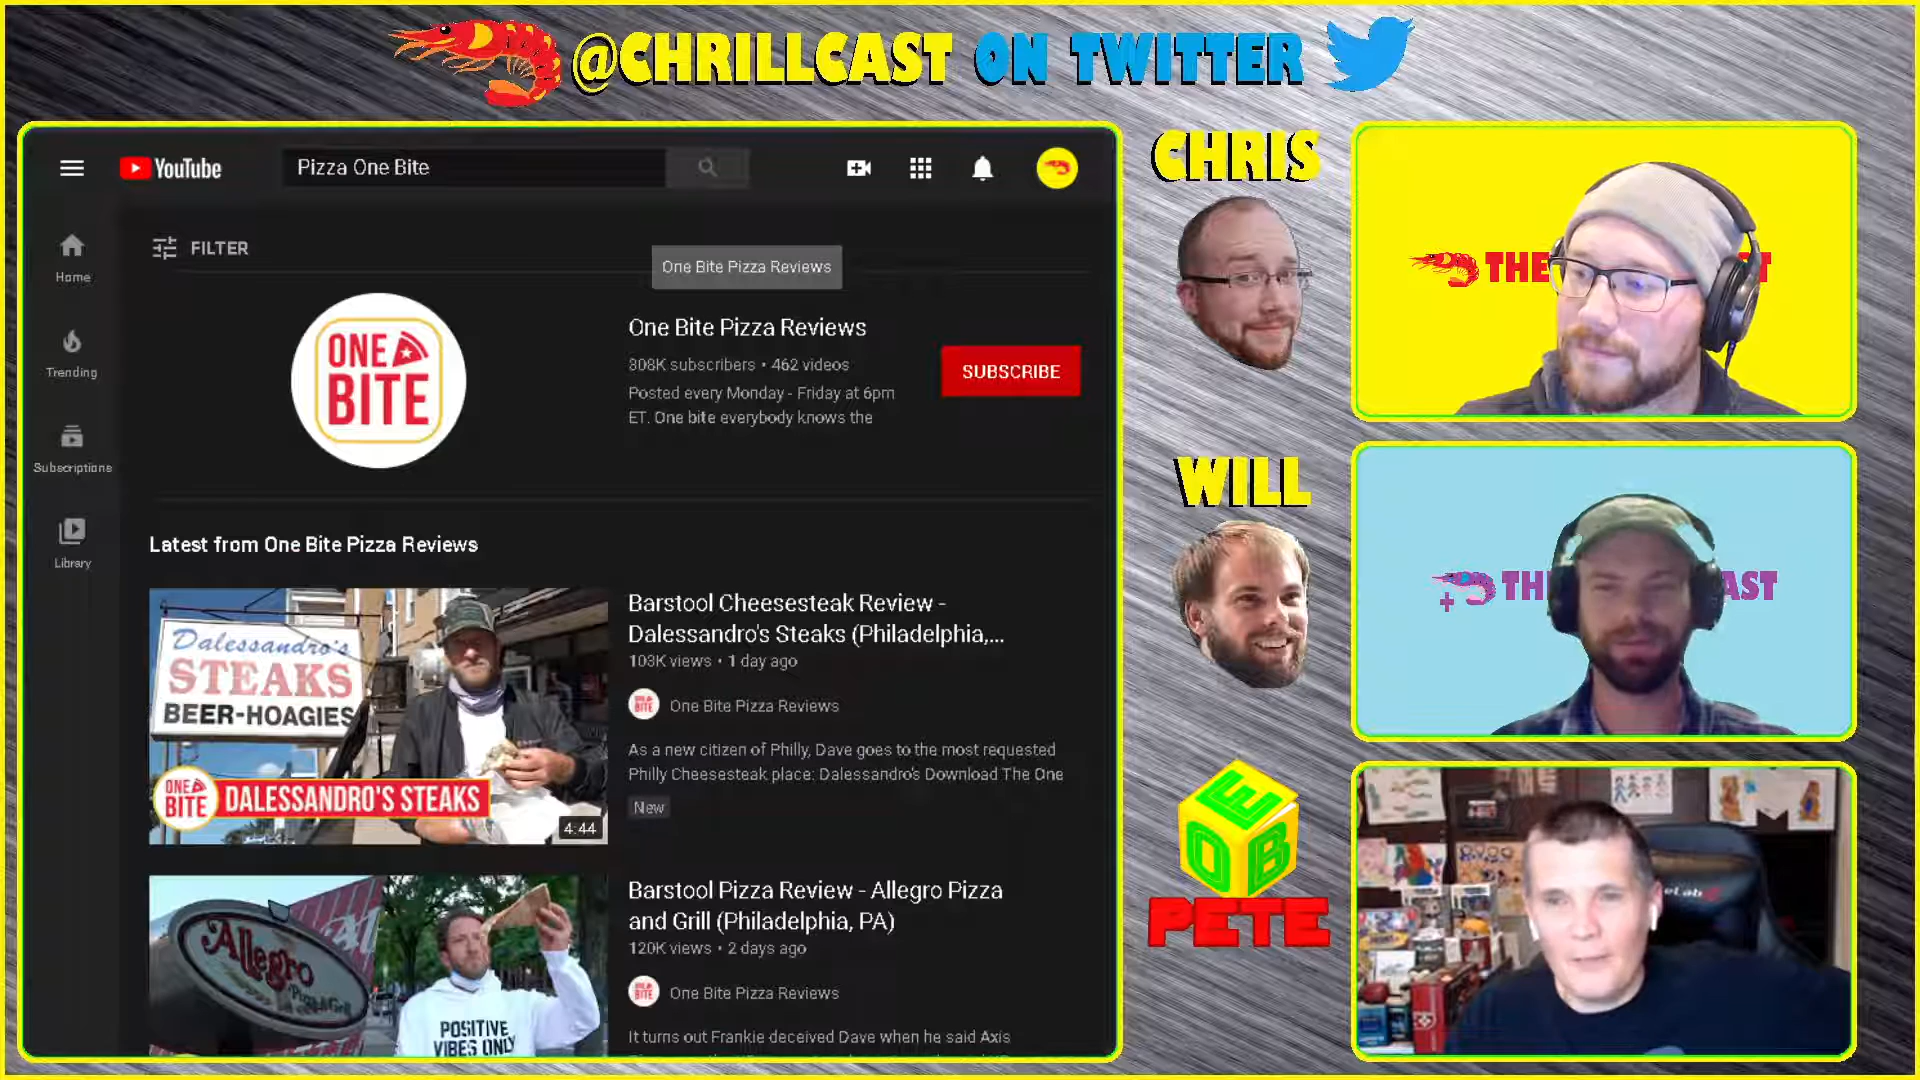 @CHRILLCAST ON TWITTER
YouTube
Pizza One Bite
Home
Trending
Subscriptions
Library
FILTER
One Bite Pizza Reviews
ONE
BITE
One Bite Pizza Reviews
308K subscribers • 462 videos
Posted every Monday - Friday at 6pm
ET. One bite everybody knows the
SUBSCRIBE
Latest from One Bite Pizza Reviews
Dalessandro's
STEAKS
BEER-HOAGIES
ONE
BITE
DALESSANDRO'S STEAKS
4:44
Barstool Cheesesteak Review -
Dalessandro's Steaks (Philadelphia,...
103K views • 1 day ago
One Bite Pizza Reviews
As a new citizen of Philly, Dave goes to the most requested
Philly Cheesesteak place: Dalessandro's Download The One
New
Allegro
Pizza & Grill
POSITIVE
VIBES ONLY
Barstool Pizza Review - Allegro Pizza
and Grill (Philadelphia, PA)
120K views • 2 days ago
One Bite Pizza Reviews
It turns out Frankie deceived Dave when he said Axis
CHRIS
THE
WILL
TH
AST
E
O B
PETE